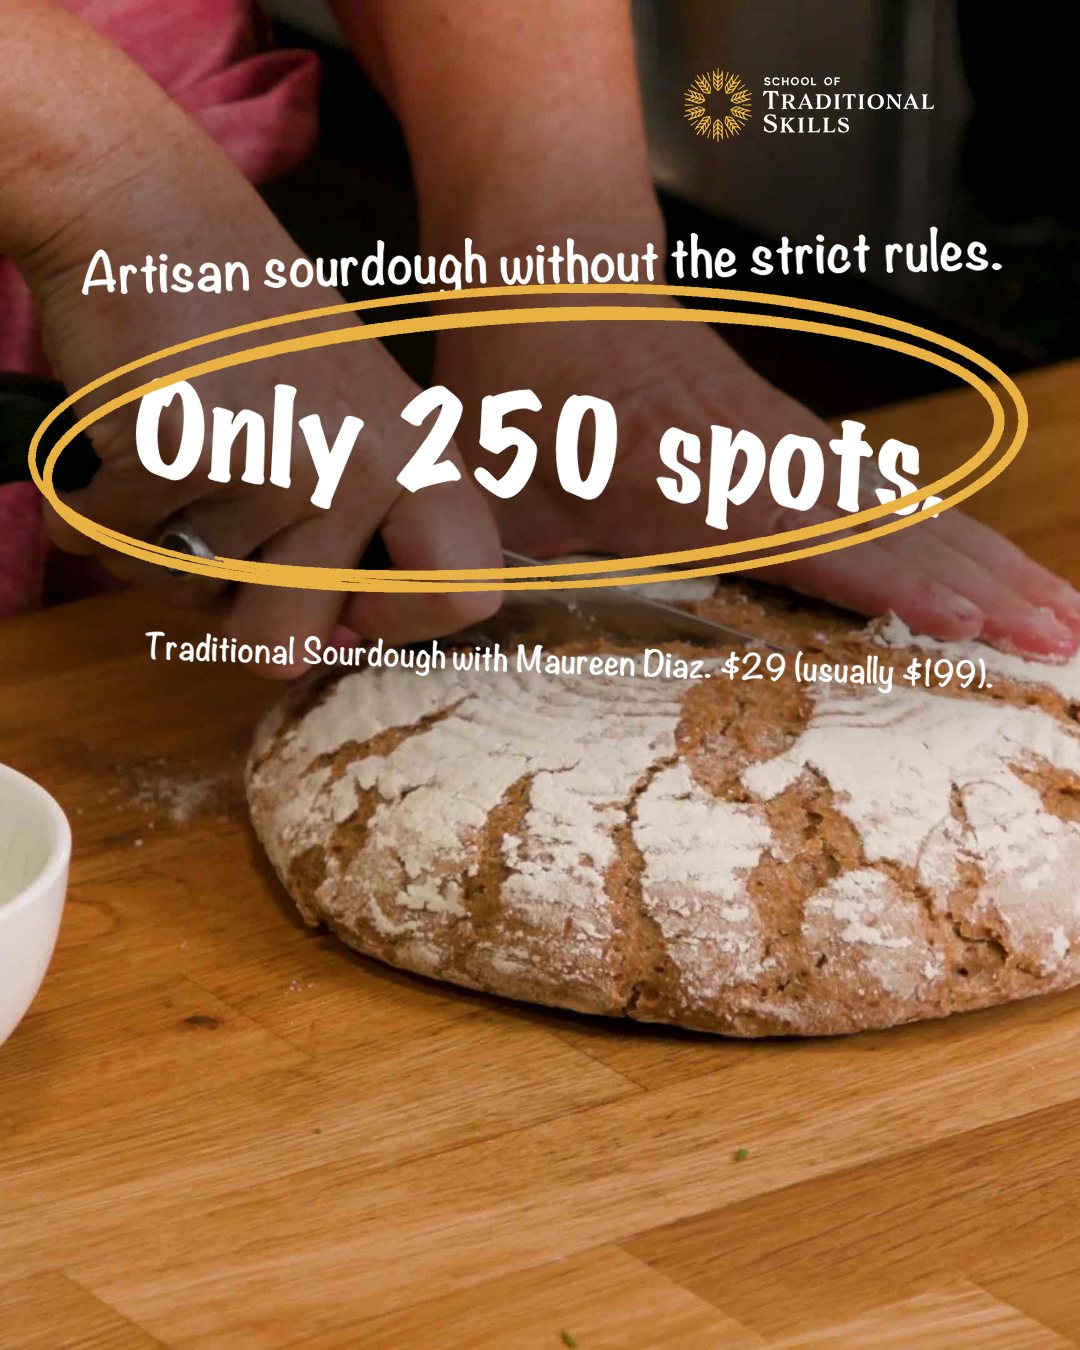 SCHOOL OF
TRADITIONAL
SKILLS
Artisan sourdough without the strict rules.
Only 250 spots.
Traditional Sourdough with Maureen Diaz. $29 (usually $199).